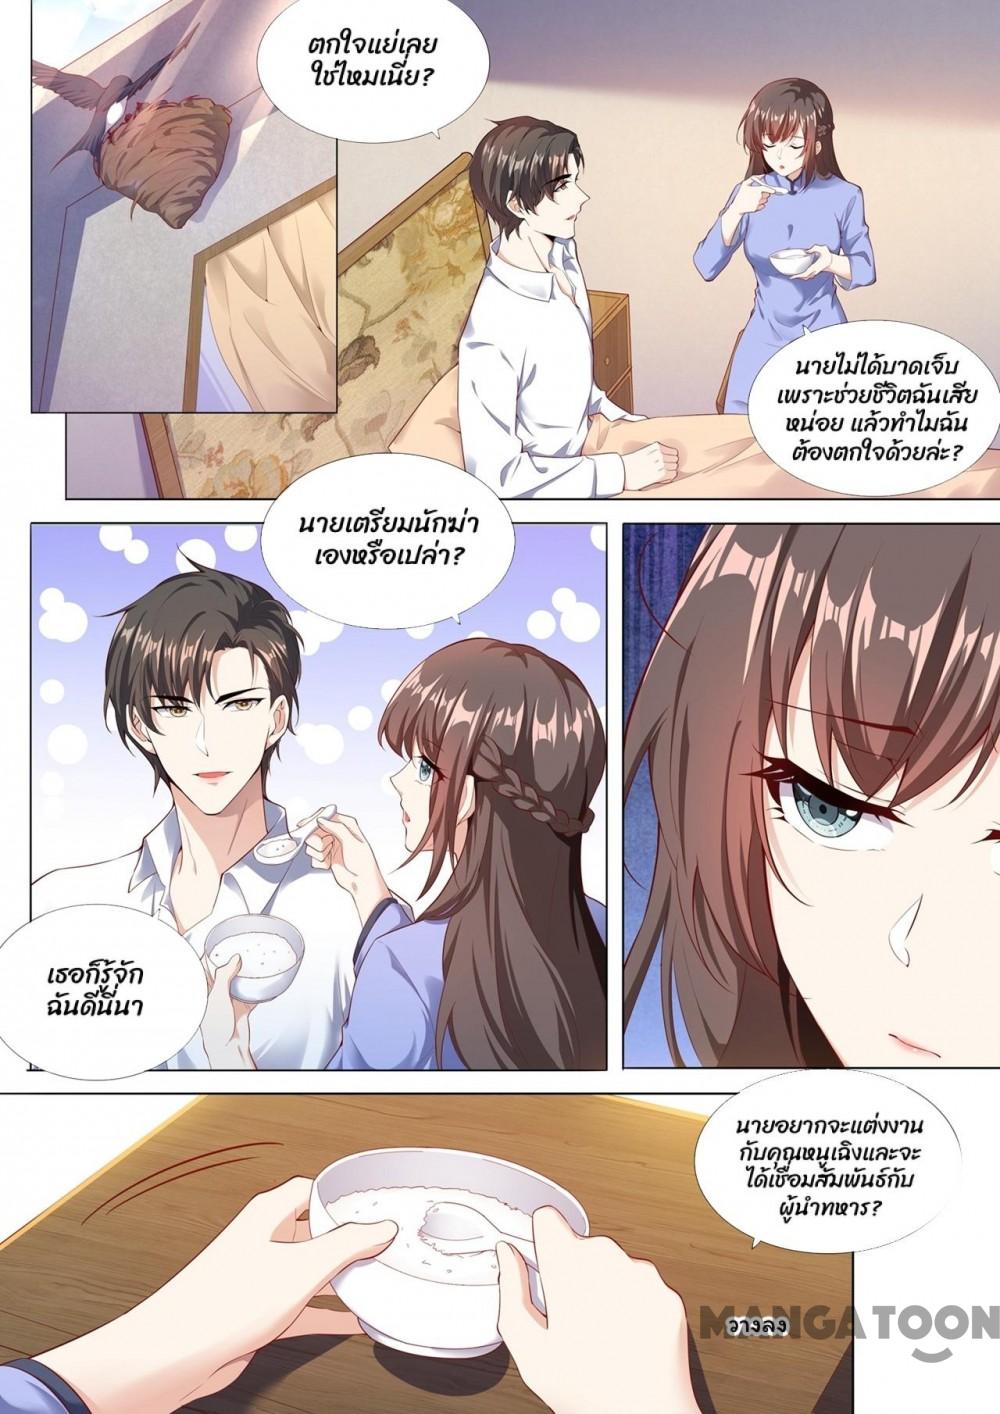 ตกใจแย่เลย
ใช่ไหมเนี่ย?
นายไม่ได้บาดเจ็บ
เพราะช่วยชีวิตฉันเสีย
หน่อย แล้วทำไมฉัน
ต้องตกใจด้วยล่ะ?
นายเตรียมนักฆ่า
เองหรือเปล่า?
เธอก็รู้จัก
ฉันดีนี่นา
นายอยากจะแต่งงาน
กับคุณหนูเฉิงและจะ
ได้เชื่อมสัมพันธ์กับ
ผู้นำทหาร?
วางลง
MANGATOON